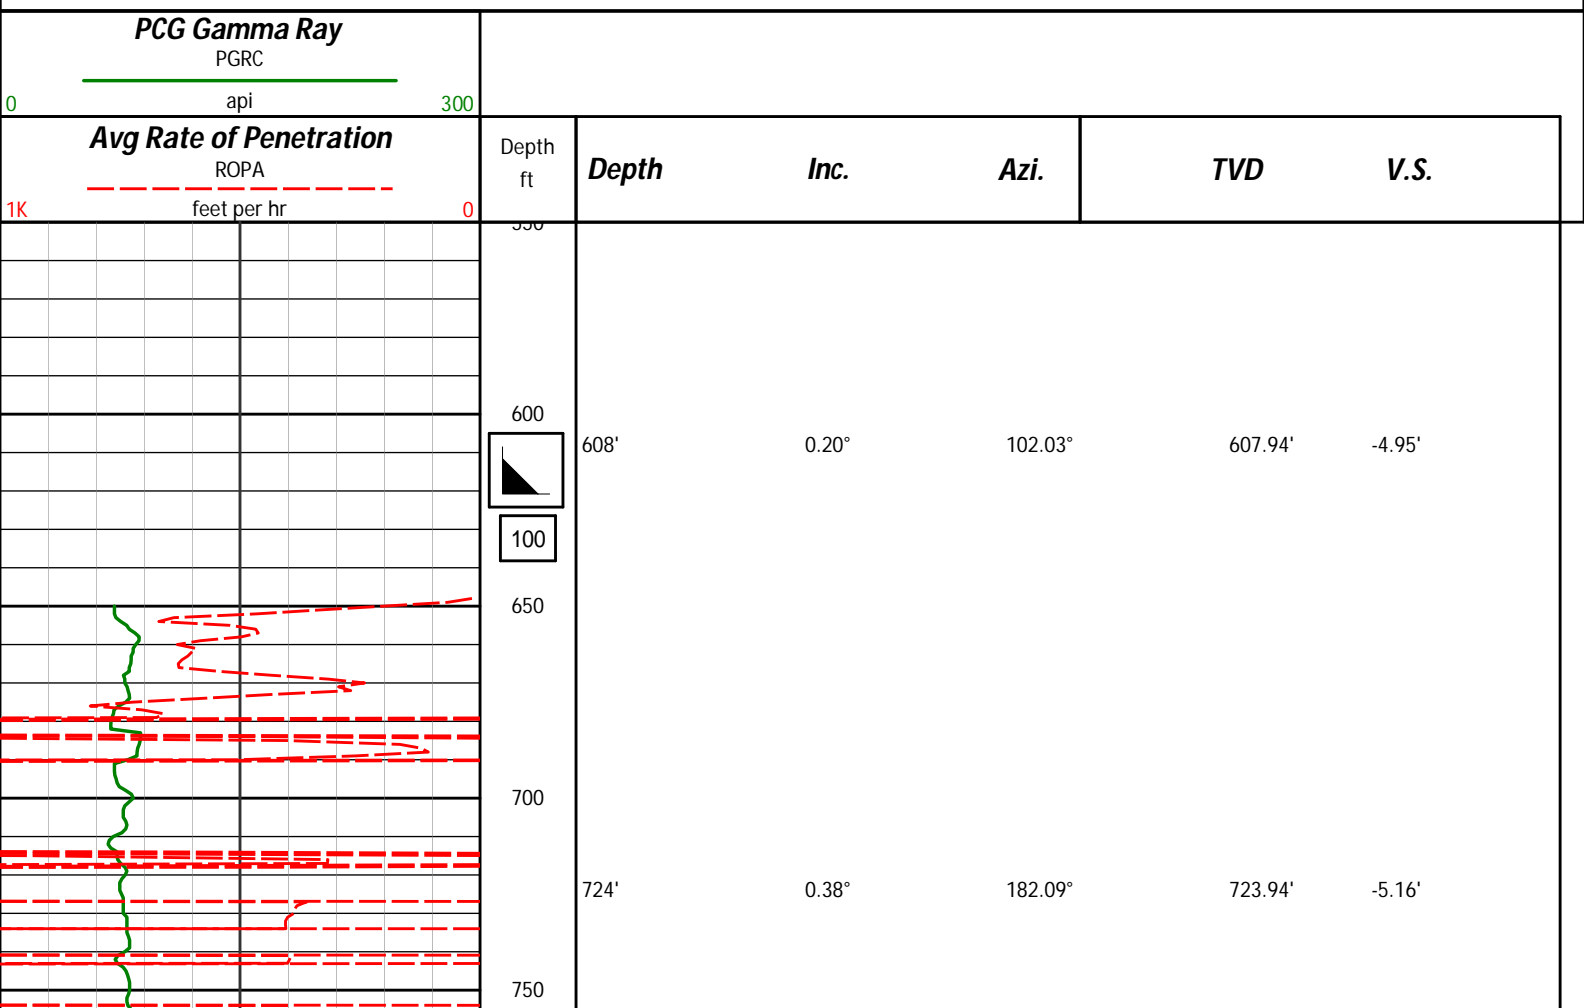 PCG Gamma Ray
PGRC
api
0 300
Avg Rate of Penetration
ROPA
feet per hr
1K 0
Depth
ft
Depth Inc. Azi. TVD V.S.
600
608' 0.20° 102.03° 607.94' -4.95'
100
650
700
724' 0.38° 182.09° 723.94' -5.16'
750